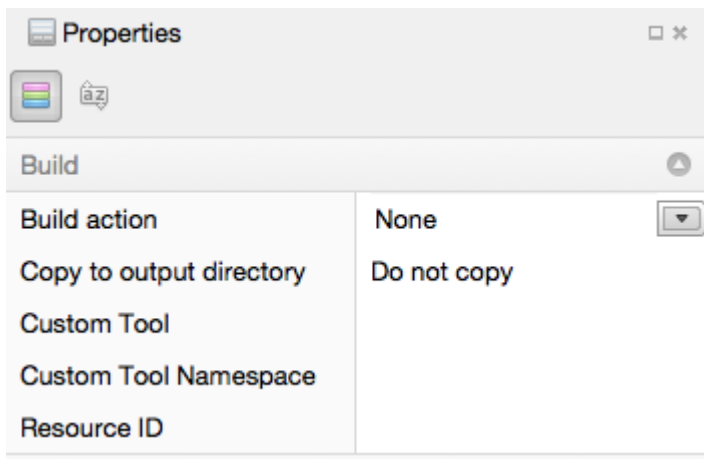 Properties
az
Build
Build action None
Copy to output directory Do not copy
Custom Tool
Custom Tool Namespace
Resource ID